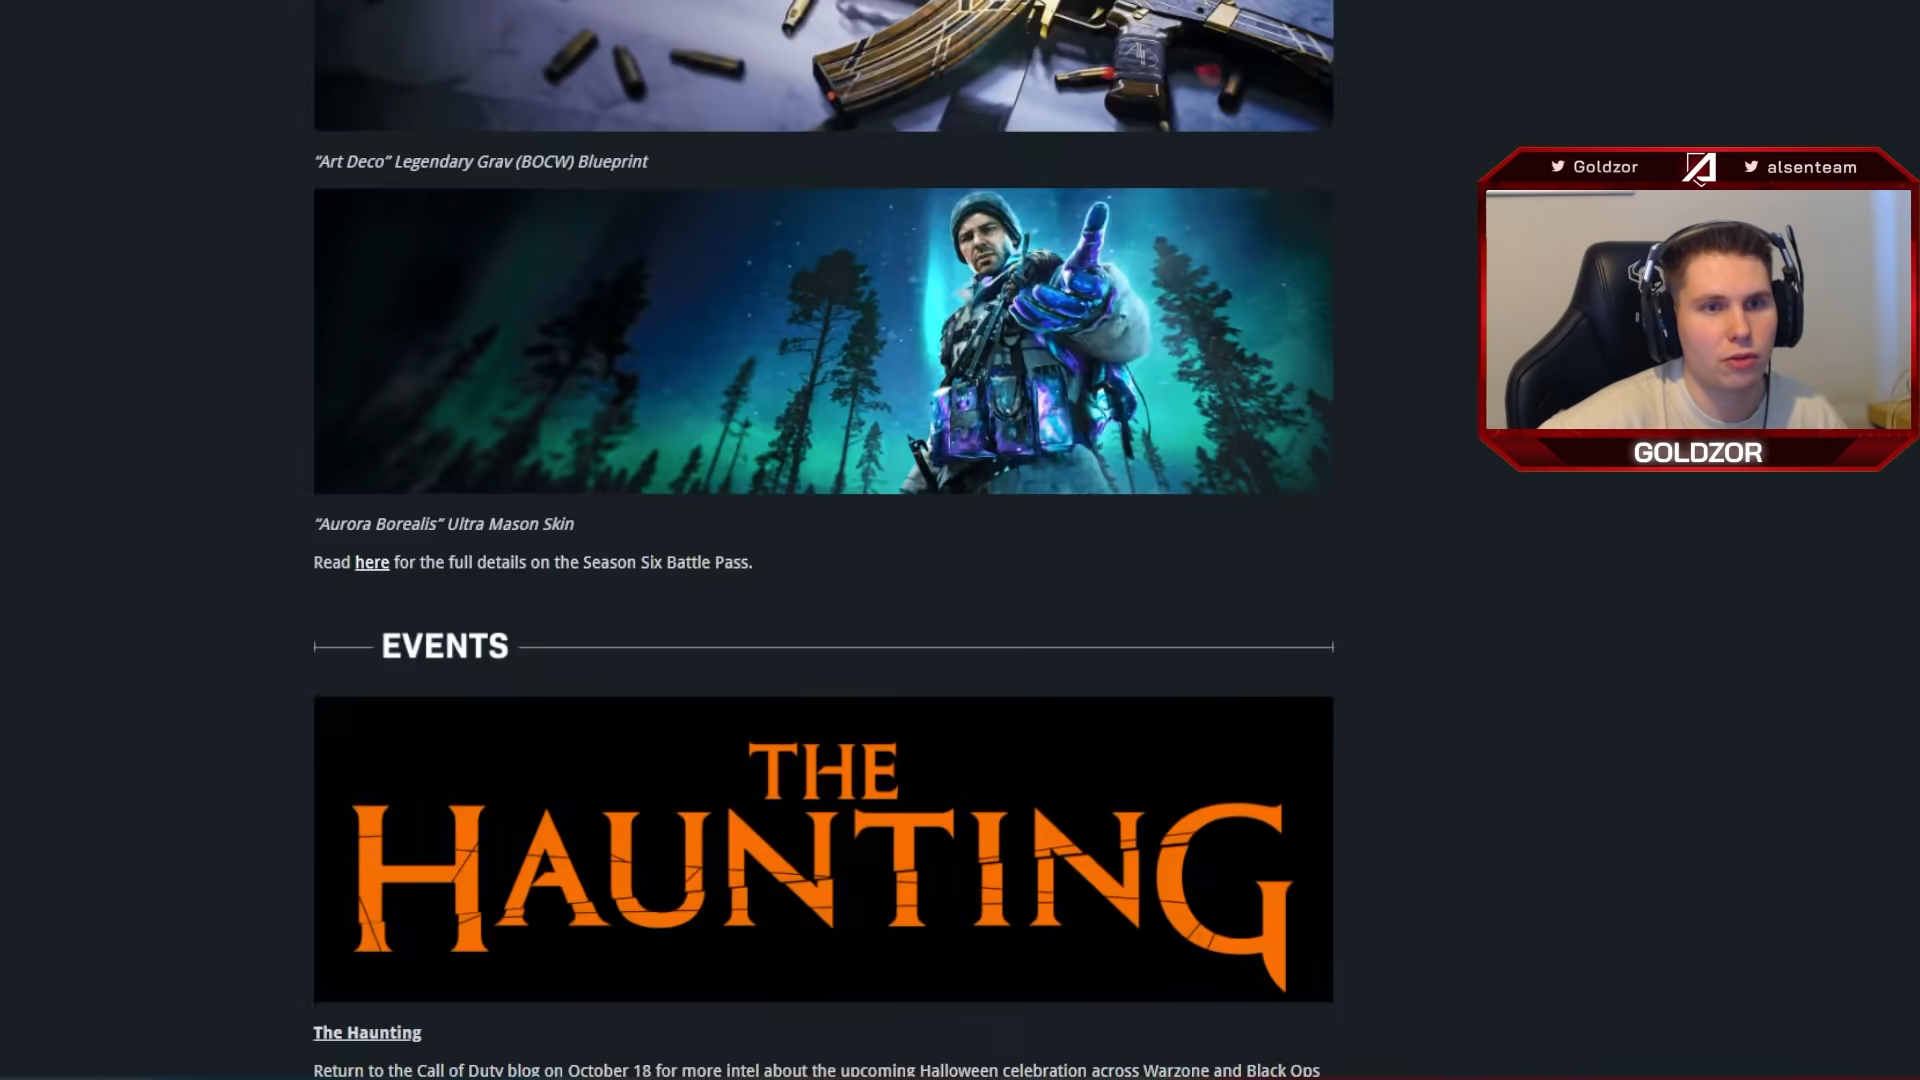 “Art Deco” Legendary Grav (BOCW) Blueprint
Goldzor
alsenteam
GOLDZOR
“Aurora Borealis” Ultra Mason Skin
Read here for the full details on the Season Six Battle Pass.
EVENTS
THE
HAUNTING
The Haunting
Return to the Call of Duty blog on October 18 for more intel about the upcoming Halloween celebration across Warzone and Black Ops